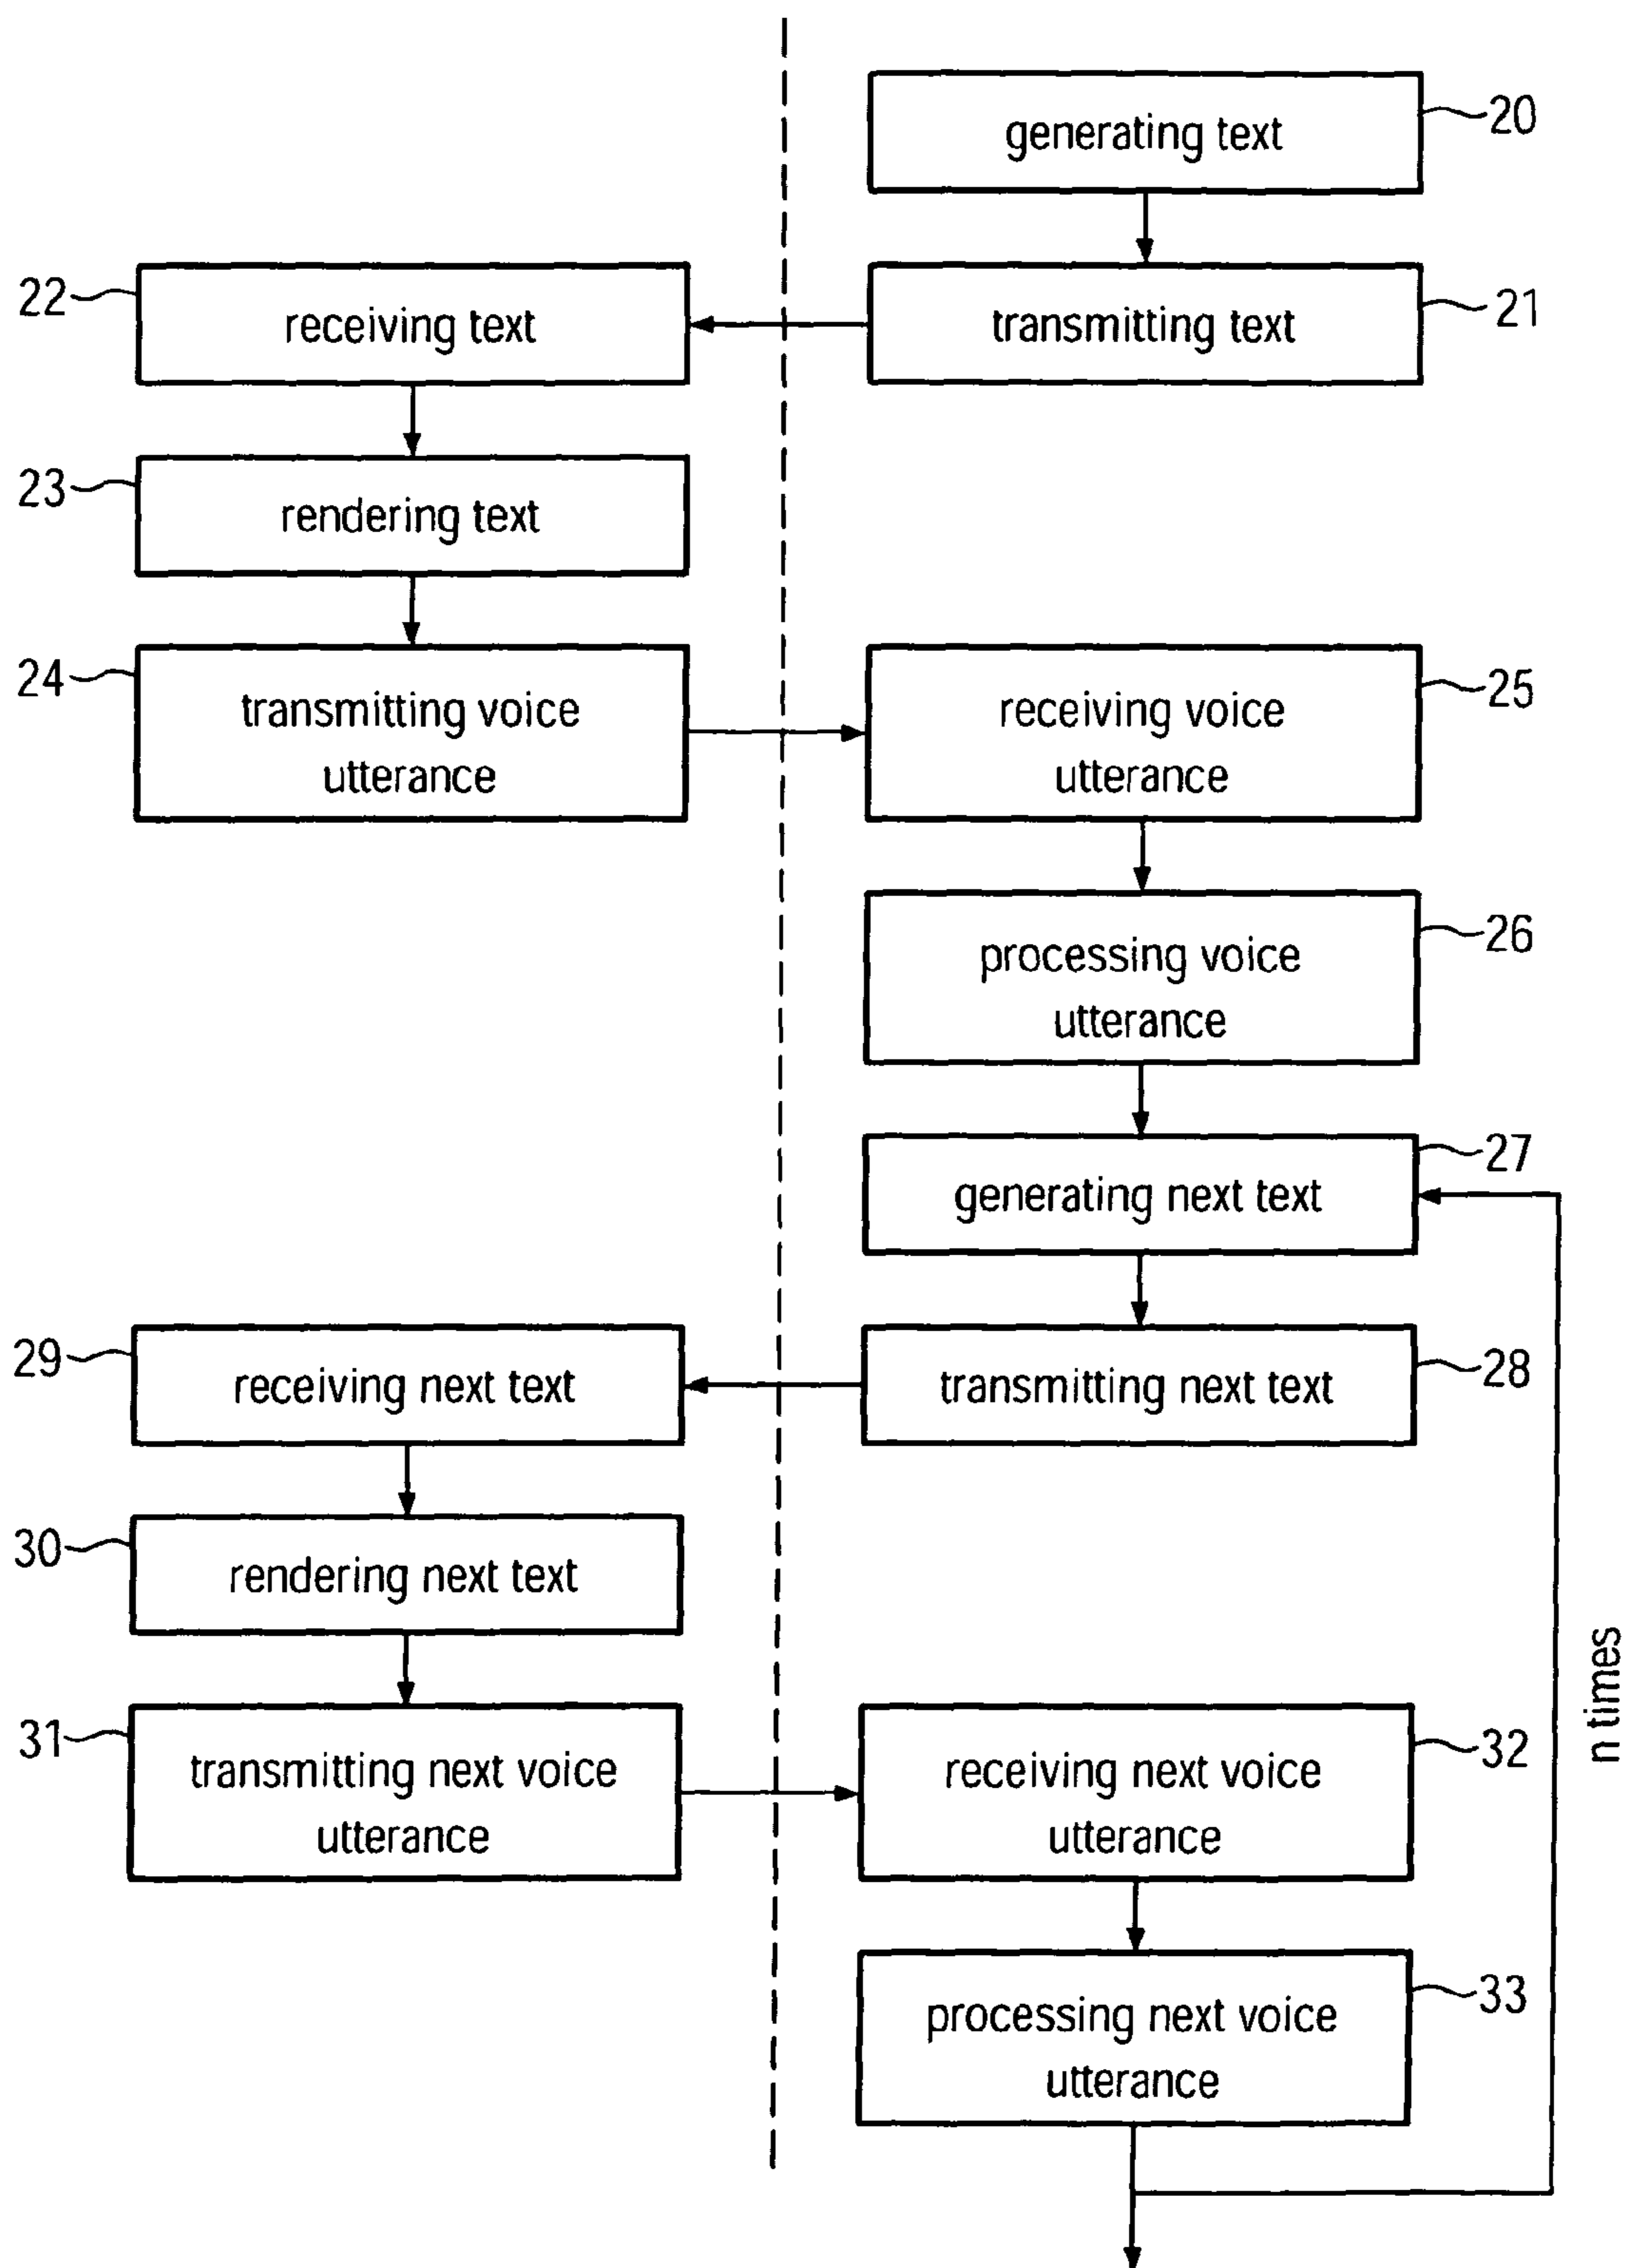 generating text
20
22
receiving text
transmitting text
21
23
rendering text
24
transmitting voice
utterance
receiving voice
utterance
25
processing voice
utterance
26
generating next text
27
29
receiving next text
transmitting next text
28
30
rendering next text
31
transmitting next voice
utterance
receiving next voice
utterance
32
n times
processing next voice
utterance
33